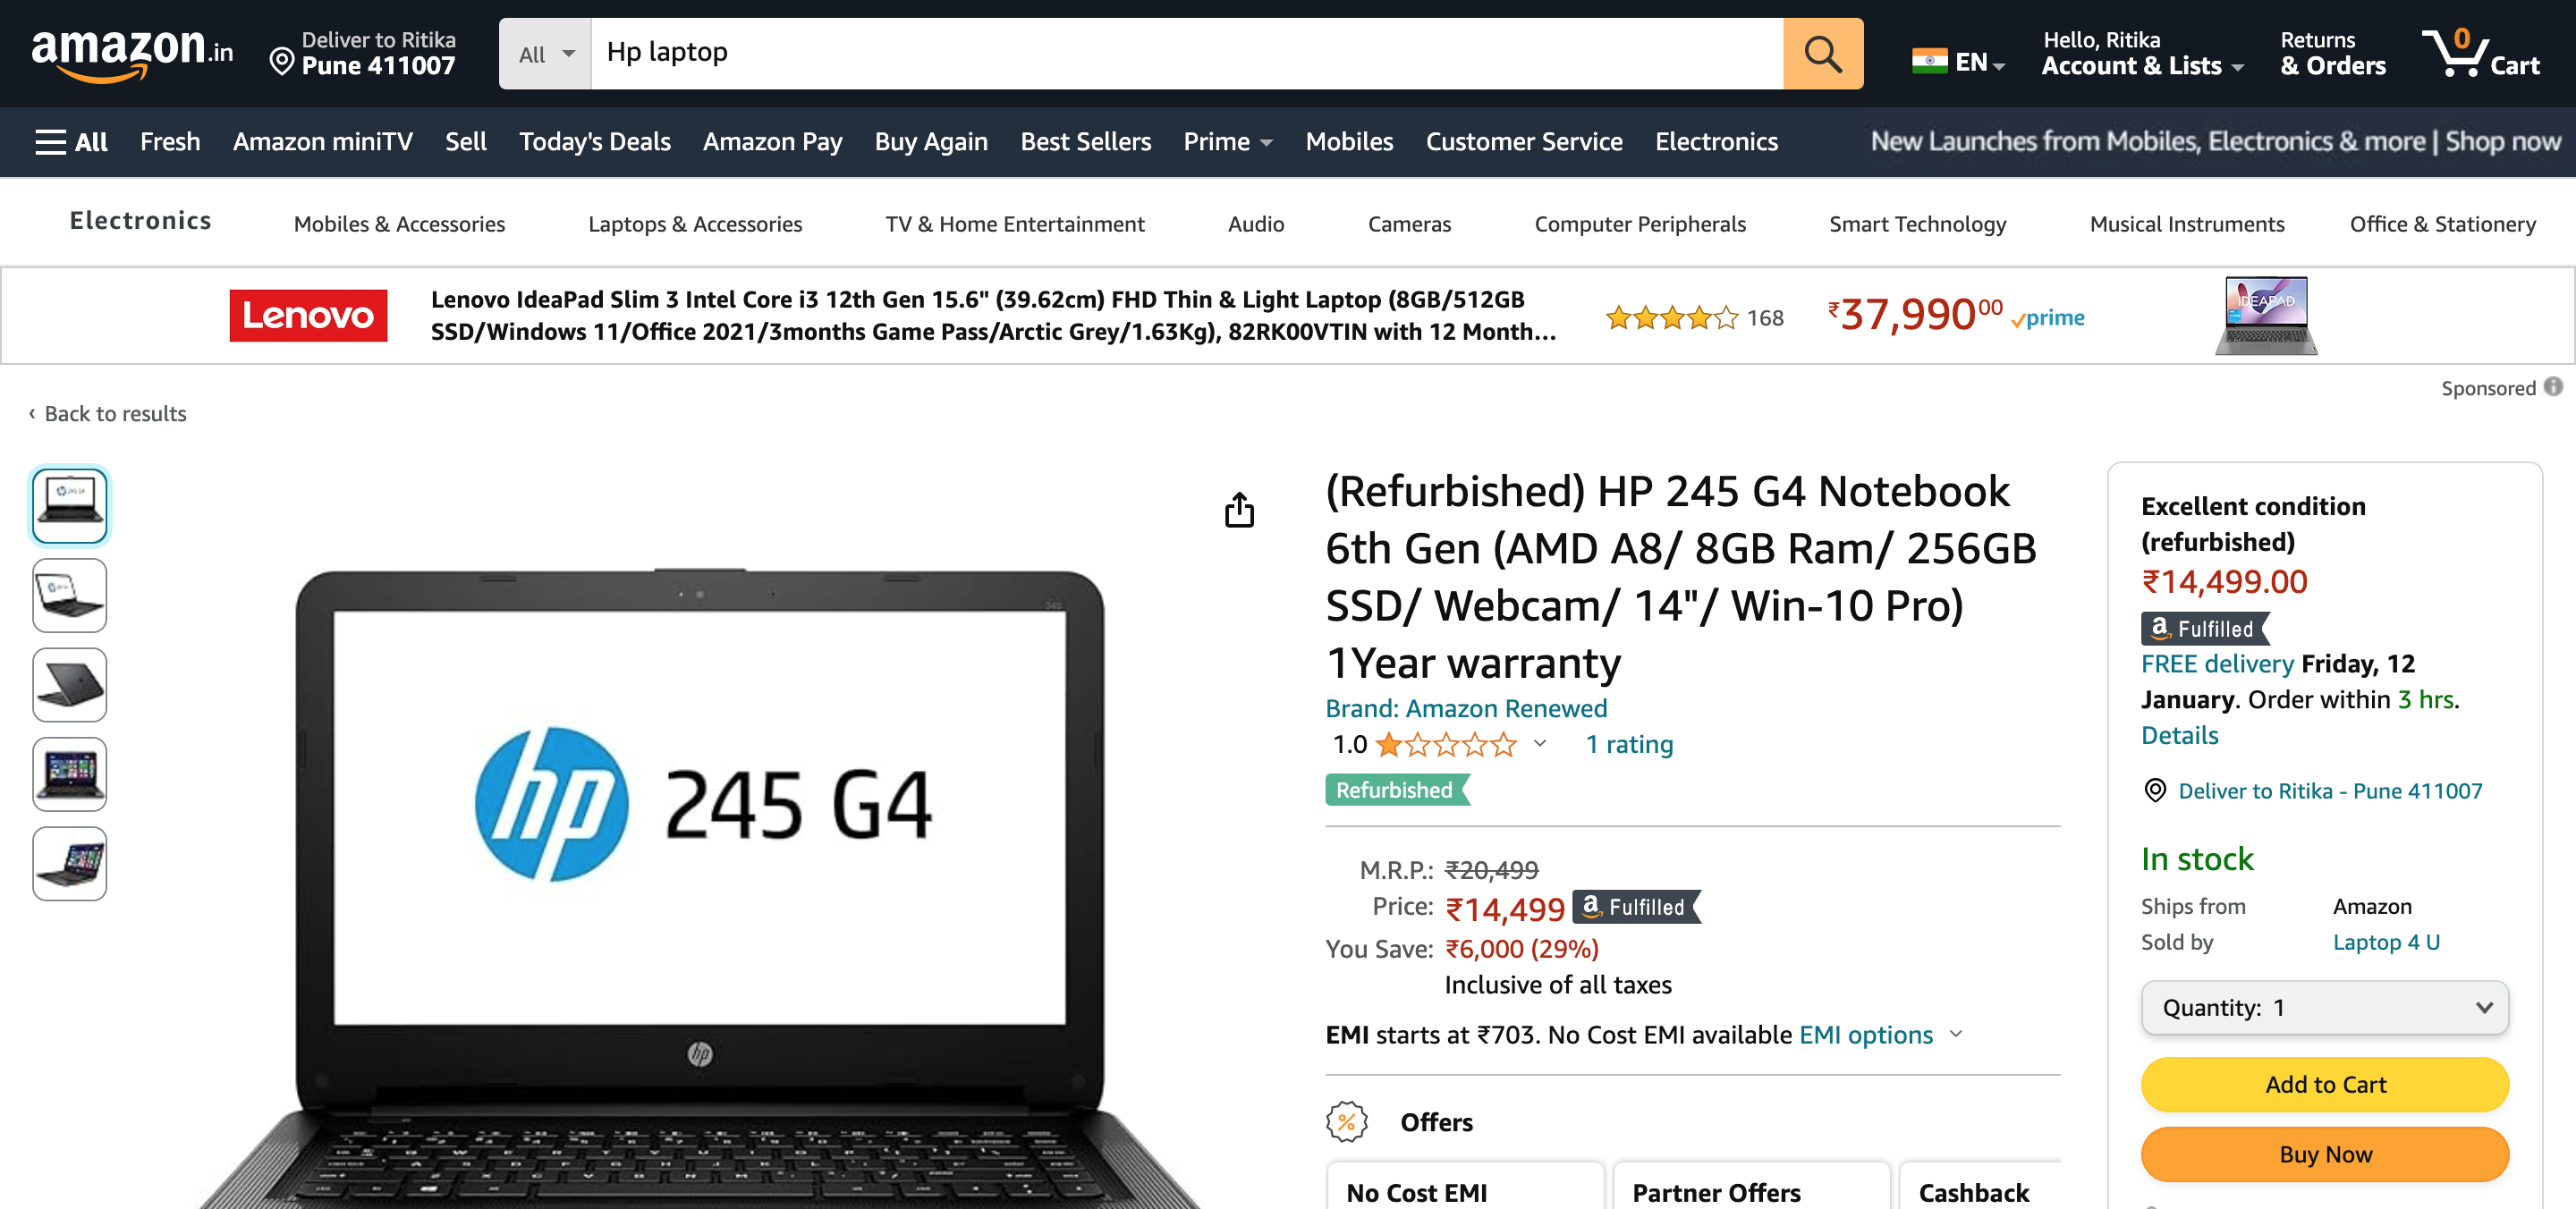 amazon.in
Deliver to Ritika
Pune 411007
All
Hp laptop
EN
Hello, Ritika
Account & Lists
Returns
& Orders
0
Cart
All
Fresh
Amazon miniTV
Sell
Today's Deals
Amazon Pay
Buy Again
Best Sellers
Prime
Mobiles
Customer Service
Electronics
New Launches from Mobiles, Electronics & more | Shop now
Electronics
Mobiles & Accessories
Laptops & Accessories
TV & Home Entertainment
Audio
Cameras
Computer Peripherals
Smart Technology
Musical Instruments
Office & Stationery
Lenovo
Lenovo IdeaPad Slim 3 Intel Core i3 12th Gen 15.6" (39.62cm) FHD Thin & Light Laptop (8GB/512GB
SSD/Windows 11/Office 2021/3months Game Pass/Arctic Grey/1.63Kg), 82RK00VTIN with 12 Month...
168
₹37,99000
prime
IDEAPAD
Sponsored
‹ Back to results
hp 245 G4
hp
(Refurbished) HP 245 G4 Notebook
6th Gen (AMD A8/ 8GB Ram/ 256GB
SSD/ Webcam/ 14"/ Win-10 Pro)
1Year warranty
Brand: Amazon Renewed
1.0
1 rating
Refurbished
M.R.P.: ₹20,499
Price: ₹14,499 a Fulfilled
You Save: ₹6,000 (29%)
Inclusive of all taxes
EMI starts at ₹703. No Cost EMI available EMI options
Offers
No Cost EMI
Partner Offers
Cashback
Excellent condition
(refurbished)
₹14,499.00
a Fulfilled
FREE delivery Friday, 12
January. Order within 3 hrs.
Details
Deliver to Ritika - Pune 411007
In stock
Ships from Amazon
Sold by Laptop 4 U
Quantity: 1
Add to Cart
Buy Now